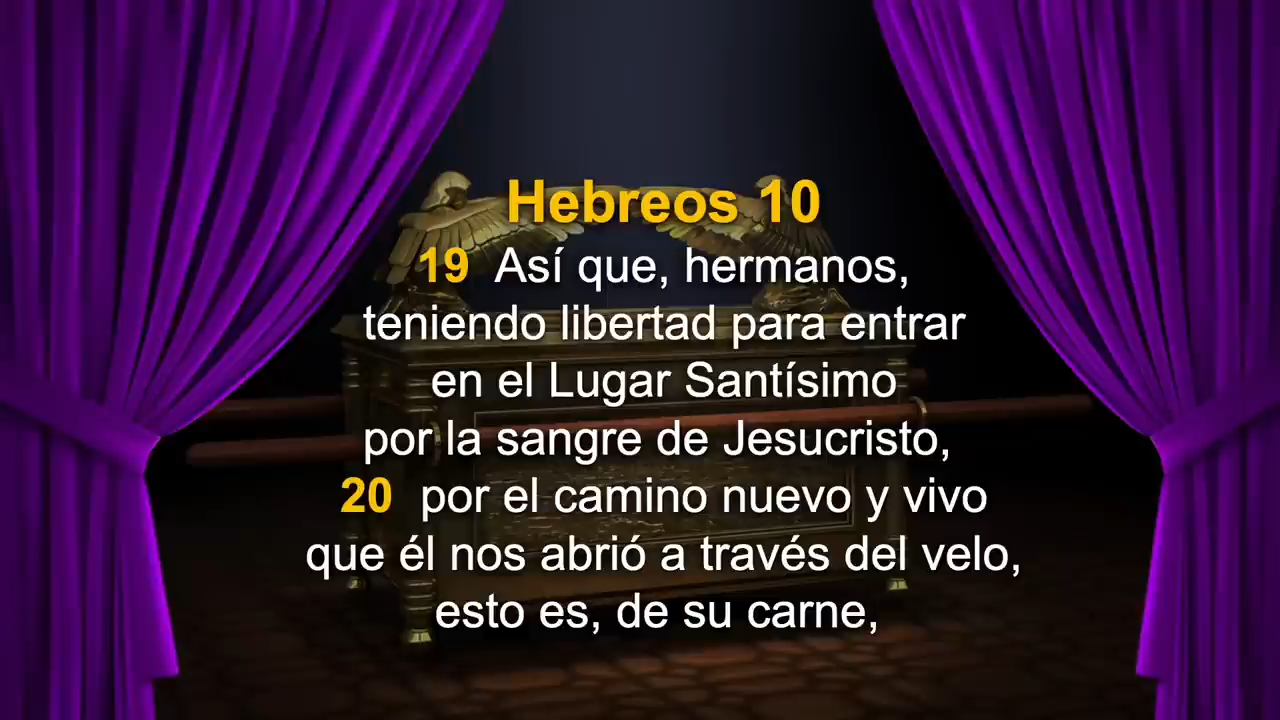 Hebreos 10
19 Así que, hermanos,
teniendo libertad para entrar
en el Lugar Santísimo
por la sangre de Jesucristo,
20 por el camino nuevo y vivo
que él nos abrió a través del velo,
esto es, de su carne,